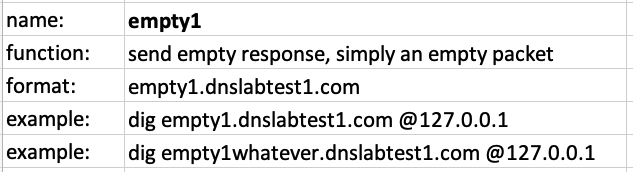 name: empty1
function: send empty response, simply an empty packet
format: empty1.dnslabtest1.com
example: dig empty1.dnslabtest1.com @127.0.0.1
example: dig empty1whatever.dnslabtest1.com @127.0.0.1